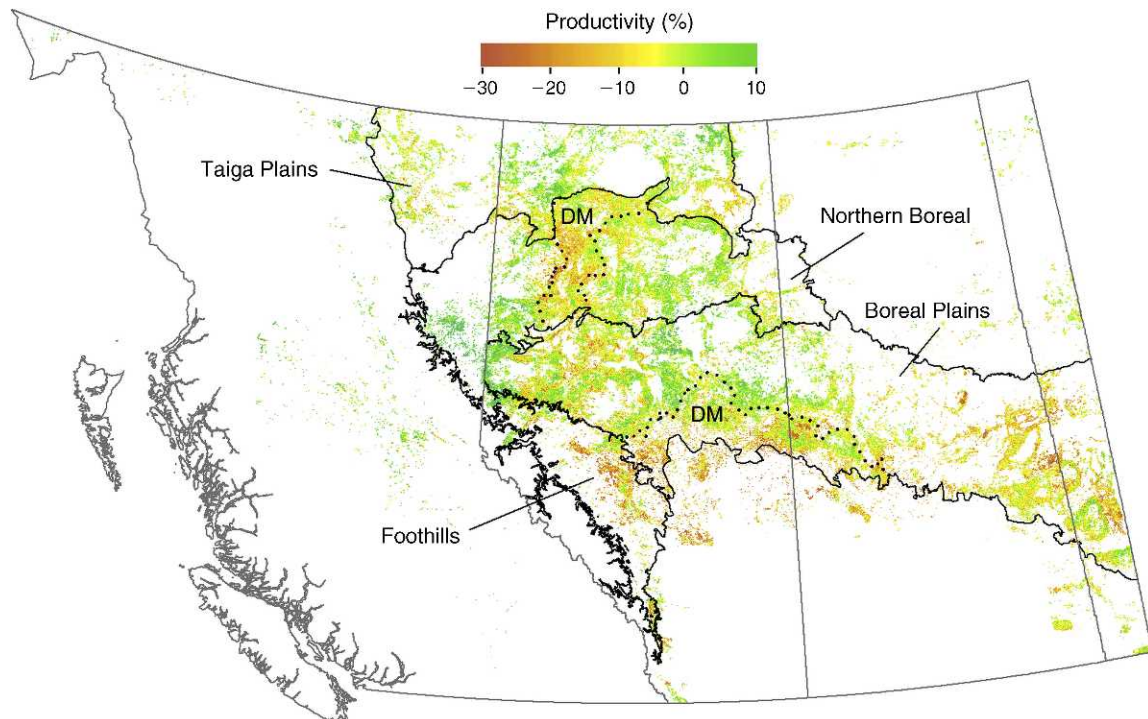 Productivity (%)
−30 −20 −10 0 10
Taiga Plains
DM
Northern Boreal
Boreal Plains
DM
Foothills